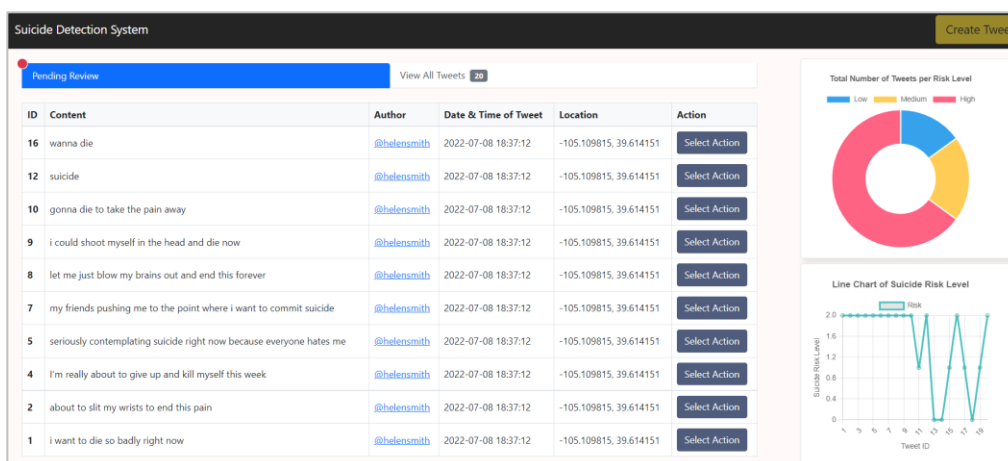 Suicide Detection System
Pending Review
View All Tweets 20
ID Content Author Date & Time of Tweet Location Action
16 wanna die @helensmith 2022-07-08 18:37:12 -105.109815, 39.614151 Select Action
12 suicide @helensmith 2022-07-08 18:37:12 -105.109815, 39.614151 Select Action
10 gonna die to take the pain away @helensmith 2022-07-08 18:37:12 -105.109815, 39.614151 Select Action
9 i could shoot myself in the head and die now @helensmith 2022-07-08 18:37:12 -105.109815, 39.614151 Select Action
8 let me just blow my brains out and end this forever @helensmith 2022-07-08 18:37:12 -105.109815, 39.614151 Select Action
7 my friends pushing me to the point where i want to commit suicide @helensmith 2022-07-08 18:37:12 -105.109815, 39.614151 Select Action
5 seriously contemplating suicide right now because everyone hates me @helensmith 2022-07-08 18:37:12 -105.109815, 39.614151 Select Action
4 I'm really about to give up and kill myself this week @helensmith 2022-07-08 18:37:12 -105.109815, 39.614151 Select Action
2 about to slit my wrists to end this pain @helensmith 2022-07-08 18:37:12 -105.109815, 39.614151 Select Action
1 i want to die so badly right now @helensmith 2022-07-08 18:37:12 -105.109815, 39.614151 Select Action
Create Twee
Total Number of Tweets per Risk Level
Low Medium High
Line Chart of Suicide Risk Level
Risk
2.0
1.6
1.2
0.8
0.4
0
Suicide Risk Level
1 3 5 7 9 11 13 15 17 19
Tweet ID